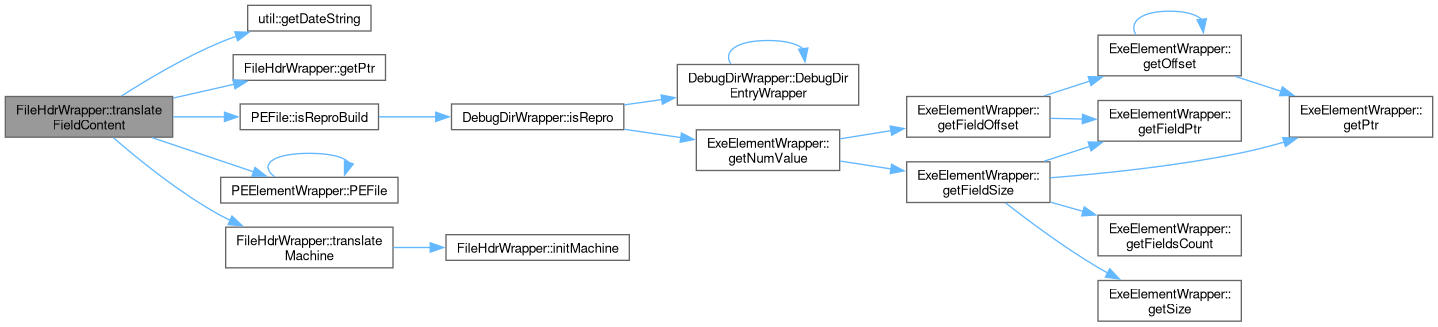 FileHdrWrapper::translate
FieldContent
util::getDateString
FileHdrWrapper::getPtr
PEFile::isReproBuild
PEElementWrapper::PEFile
FileHdrWrapper::translate
Machine
DebugDirWrapper::isRepro
FileHdrWrapper::initMachine
DebugDirWrapper::DebugDir
EntryWrapper
ExeElementWrapper::
getNumValue
ExeElementWrapper::
getFieldOffset
ExeElementWrapper::
getFieldSize
ExeElementWrapper::
getOffset
ExeElementWrapper::
getFieldPtr
ExeElementWrapper::
getFieldsCount
ExeElementWrapper::
getSize
ExeElementWrapper::
getPtr